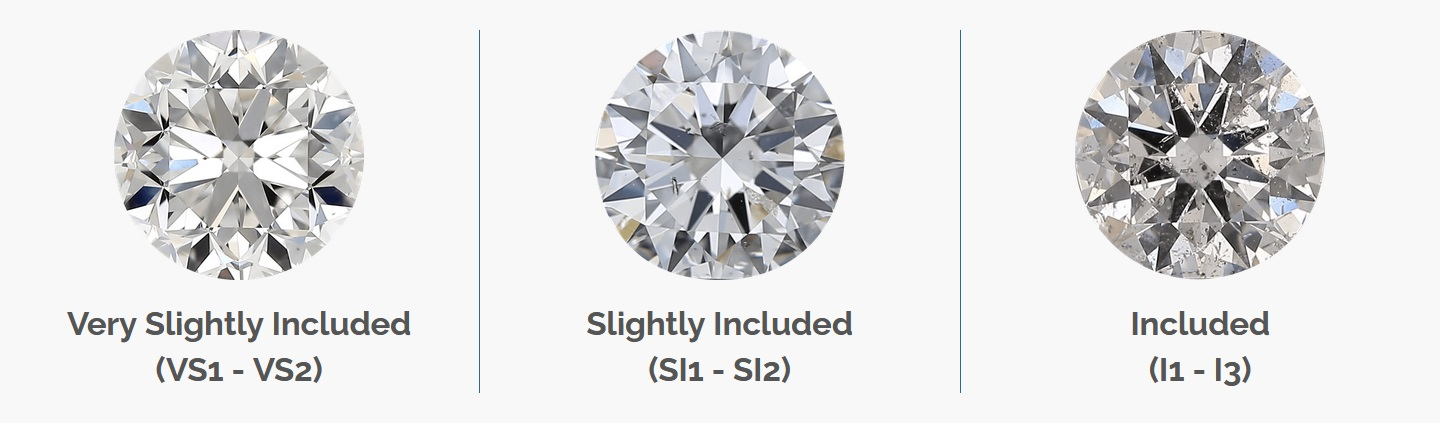 Very Slightly Included
(VS1 - VS2)
Slightly Included
(SI1 - SI2)
Included
(I1 - I3)